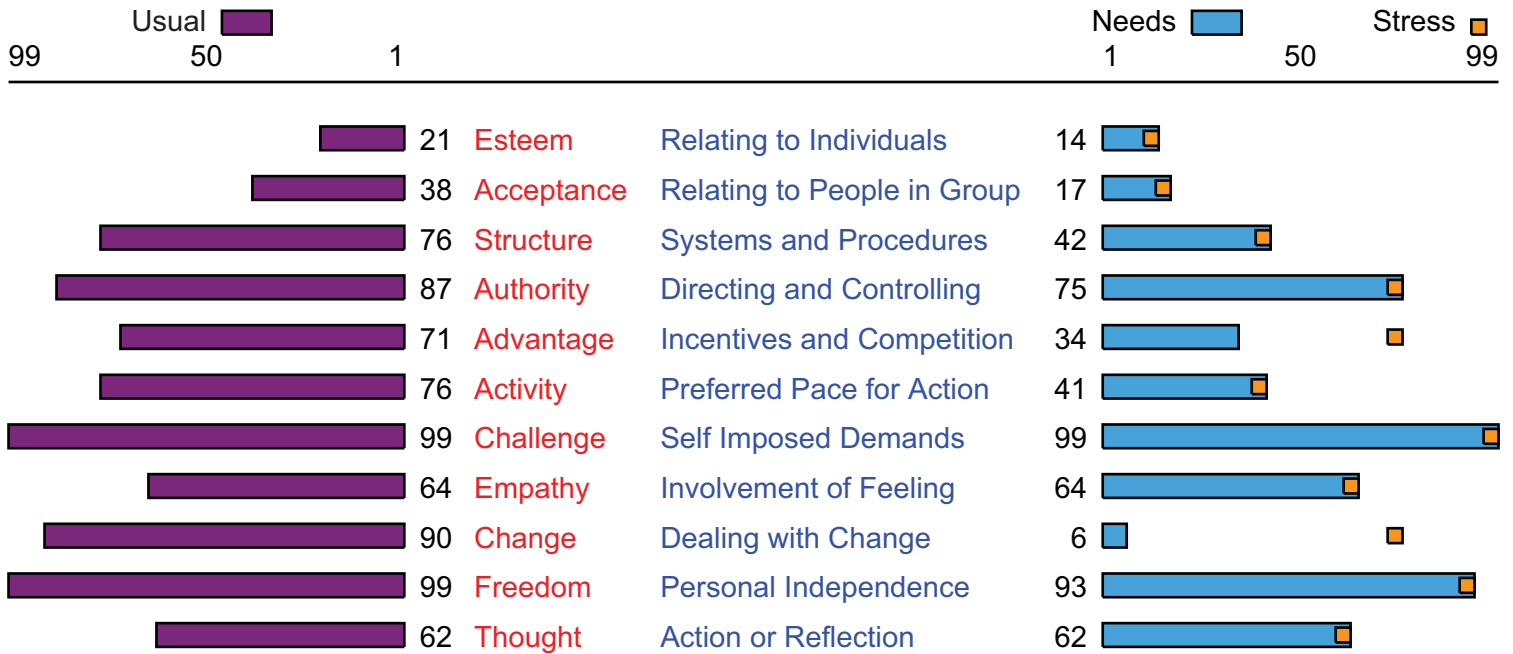 Usual Needs Stress
99 50 1 1 50 99
21 Esteem Relating to Individuals 14
38 Acceptance Relating to People in Group 17
76 Structure Systems and Procedures 42
87 Authority Directing and Controlling 75
71 Advantage Incentives and Competition 34
76 Activity Preferred Pace for Action 41
99 Challenge Self Imposed Demands 99
64 Empathy Involvement of Feeling 64
90 Change Dealing with Change 6
99 Freedom Personal Independence 93
62 Thought Action or Reflection 62